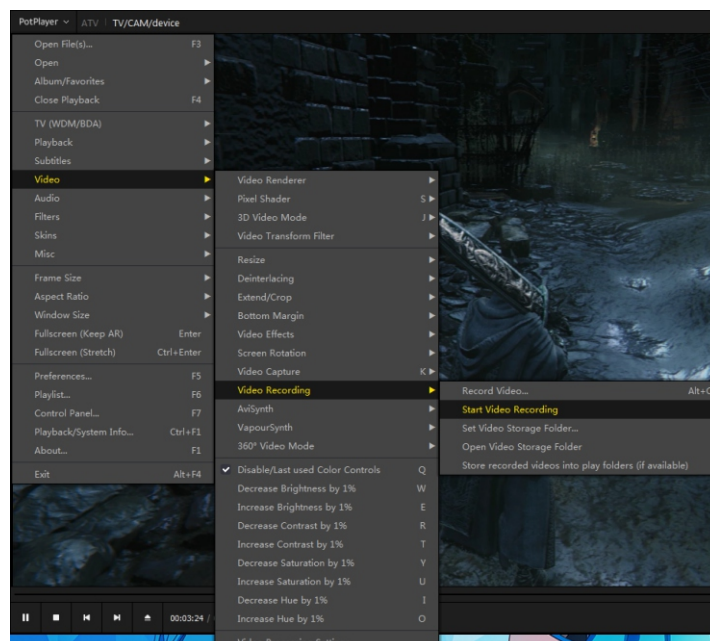 PotPlayer ATV TV/CAM/device
Open File(s)... F3
Open
Album/Favorites
Close Playback F4
TV (WDM/BDA)
Playback
Subtitles
Video
Audio
Filters
Skins
Misc
Frame Size
Aspect Ratio
Window Size
Fullscreen (Keep AR) Enter
Fullscreen (Stretch) Ctrl+Enter
Preferences... F5
Playlist... F6
Control Panel... F7
Playback/System Info... Ctrl+F1
About... F1
Exit Alt+F4
Video Renderer
Pixel Shader S
3D Video Mode J
Video Transform Filter
Resize
Deinterlacing
Extend/Crop
Bottom Margin
Video Effects
Screen Rotation
Video Capture K
Video Recording
AviSynth
VapourSynth
360° Video Mode
Disable/Last used Color Controls Q
Decrease Brightness by 1% W
Increase Brightness by 1% E
Decrease Contrast by 1% R
Increase Contrast by 1% T
Decrease Saturation by 1% Y
Increase Saturation by 1% U
Decrease Hue by 1% I
Increase Hue by 1% O
Record Video... Alt+C
Start Video Recording
Set Video Storage Folder...
Open Video Storage Folder
Store recorded videos into play folders (if available)
00:03:24 /